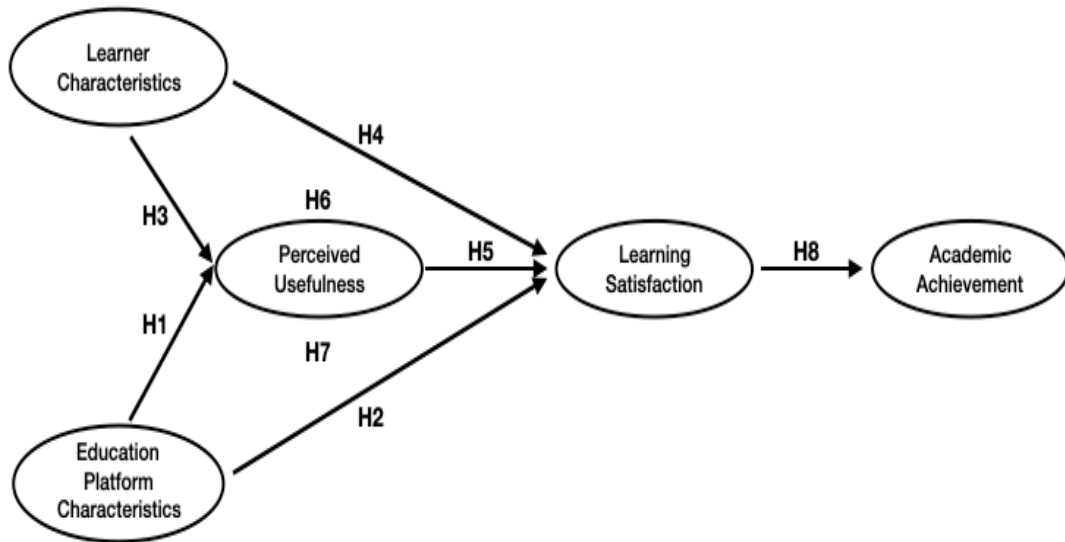 Learner
Characteristics
H4
H3
H6
Perceived
Usefulness
H5
Learning
Satisfaction
H8
Academic
Achievement
H1
H7
H2
Education
Platform
Characteristics